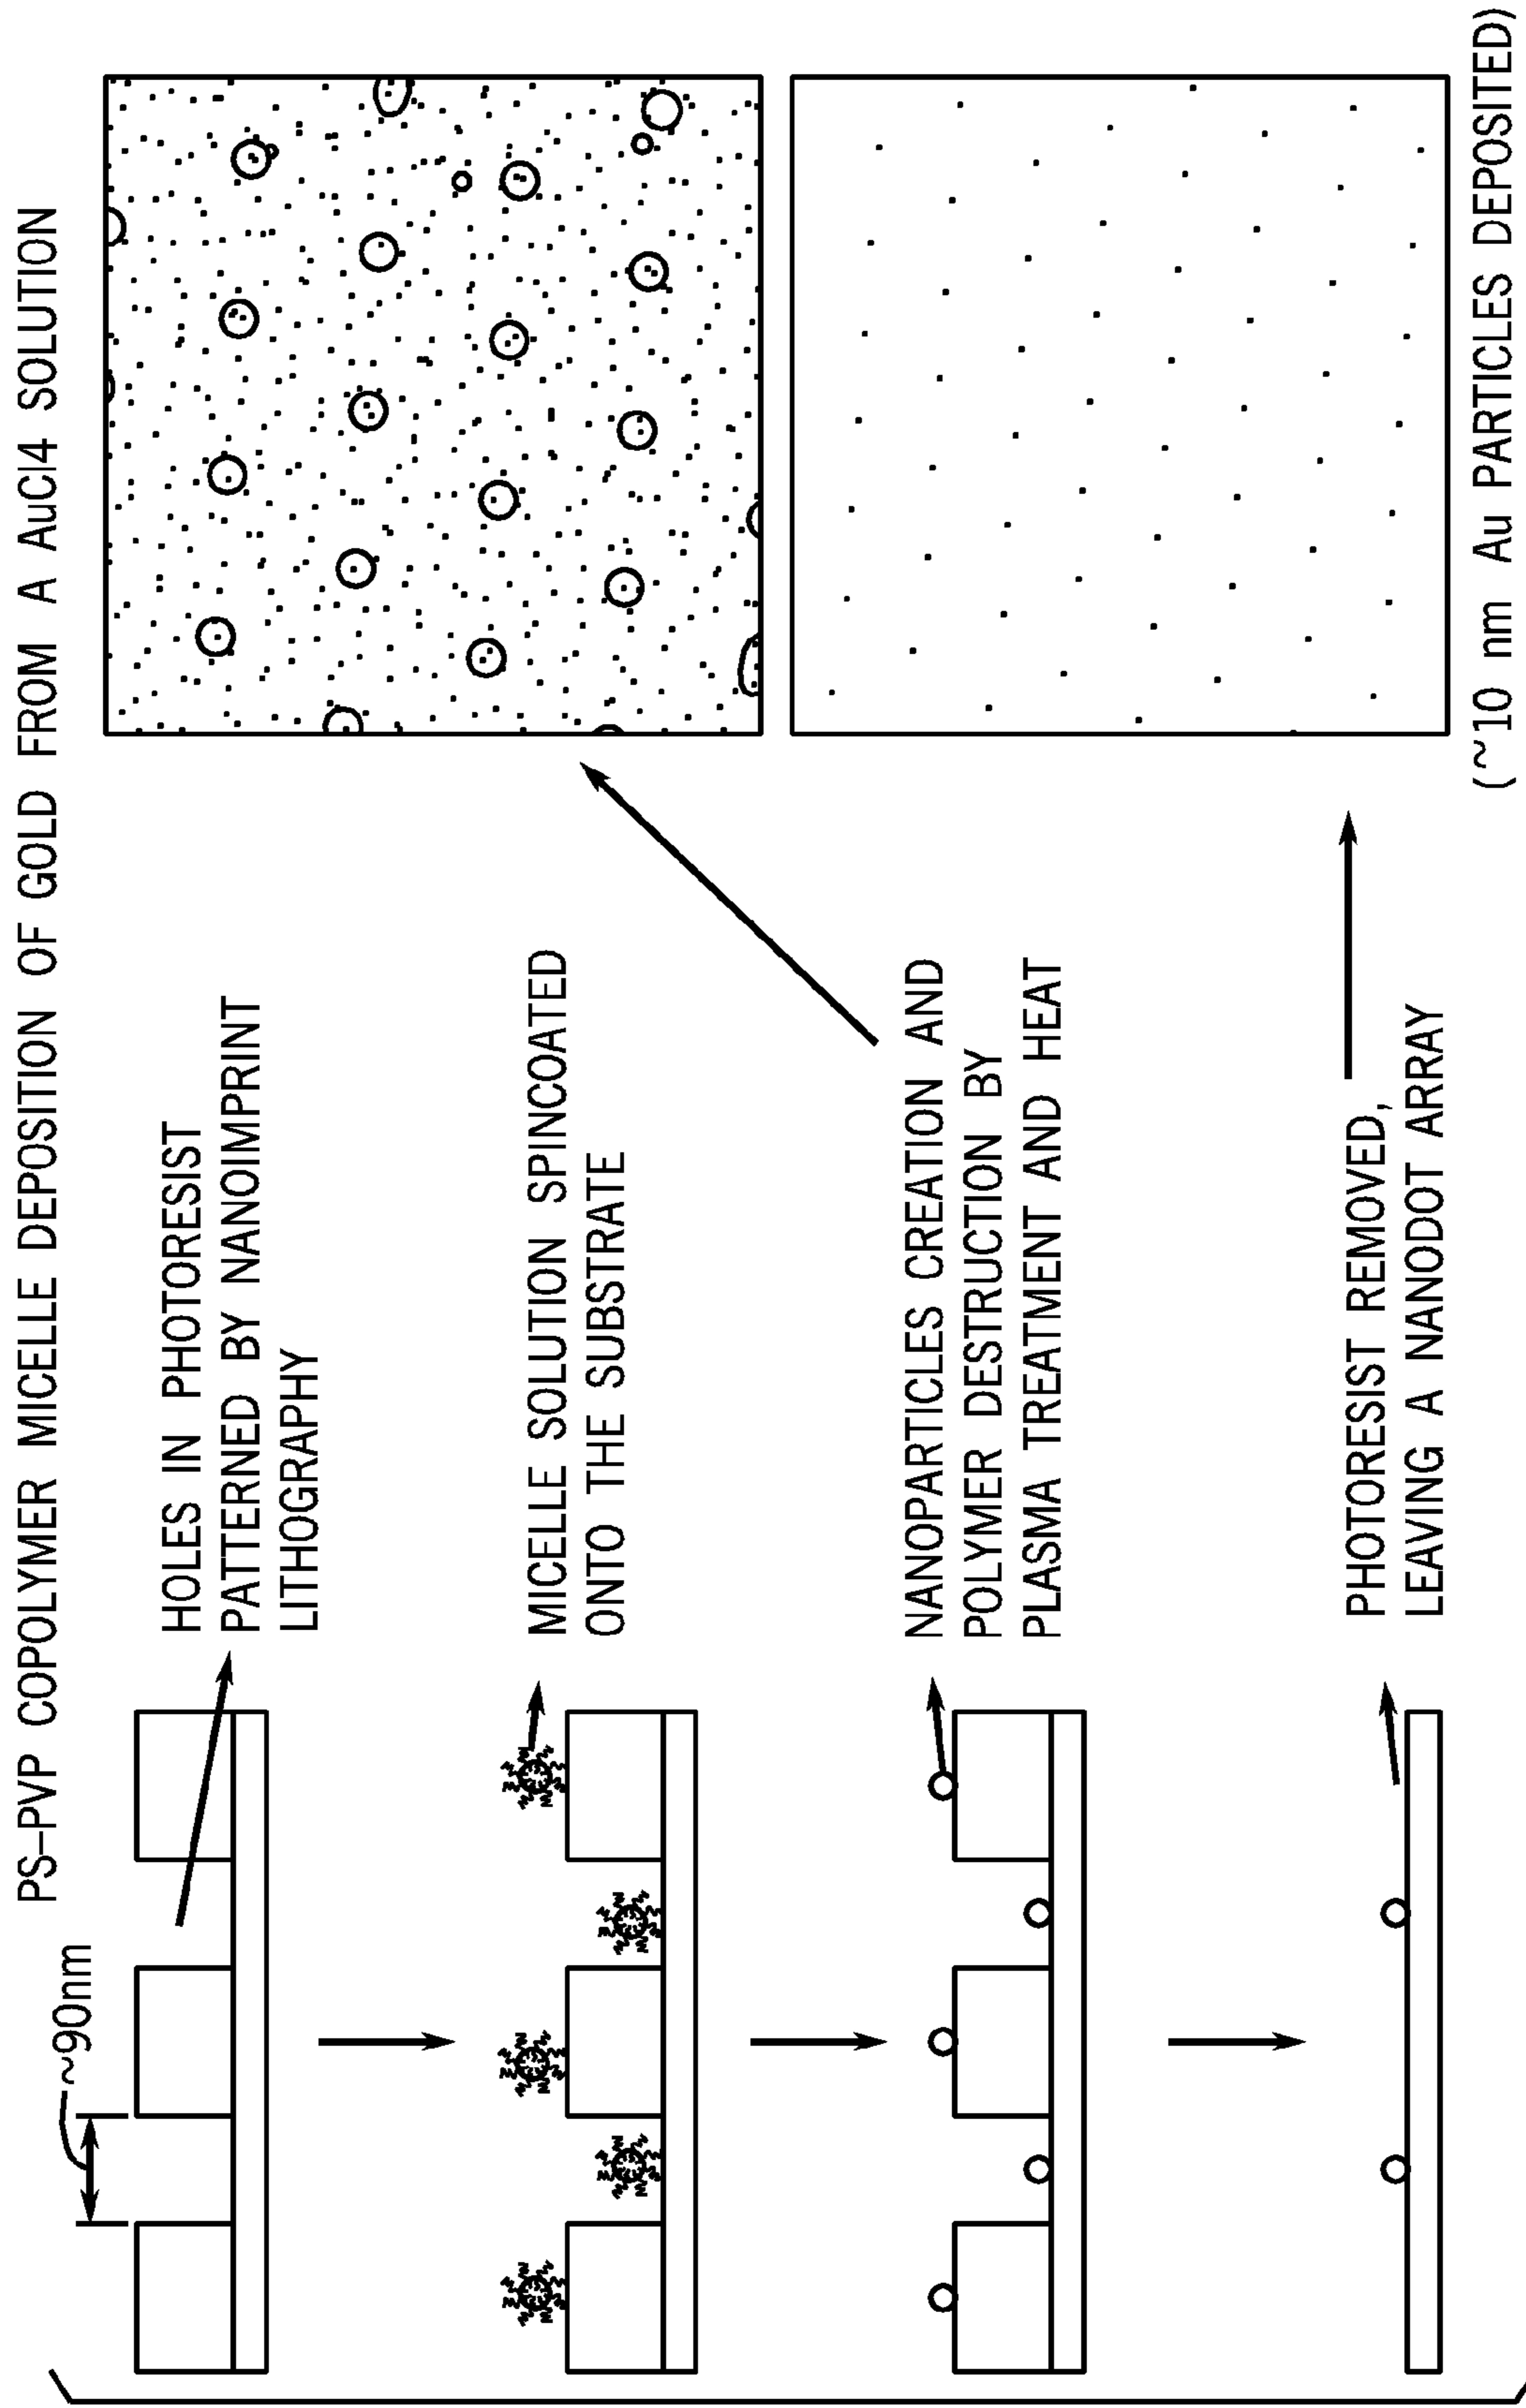 PS–PVP COPOLYMER MICELLE DEPOSITION OF GOLD FROM A AuCl4 SOLUTION
~90nm
HOLES IN PHOTORESIST
PATTERNED BY NANOIMPRINT
LITHOGRAPHY
MICELLE SOLUTION SPINCOATED
ONTO THE SUBSTRATE
NANOPARTICLES CREATION AND
POLYMER DESTRUCTION BY
PLASMA TREATMENT AND HEAT
PHOTORESIST REMOVED,
LEAVING A NANODOT ARRAY
(~10 nm Au PARTICLES DEPOSITED)